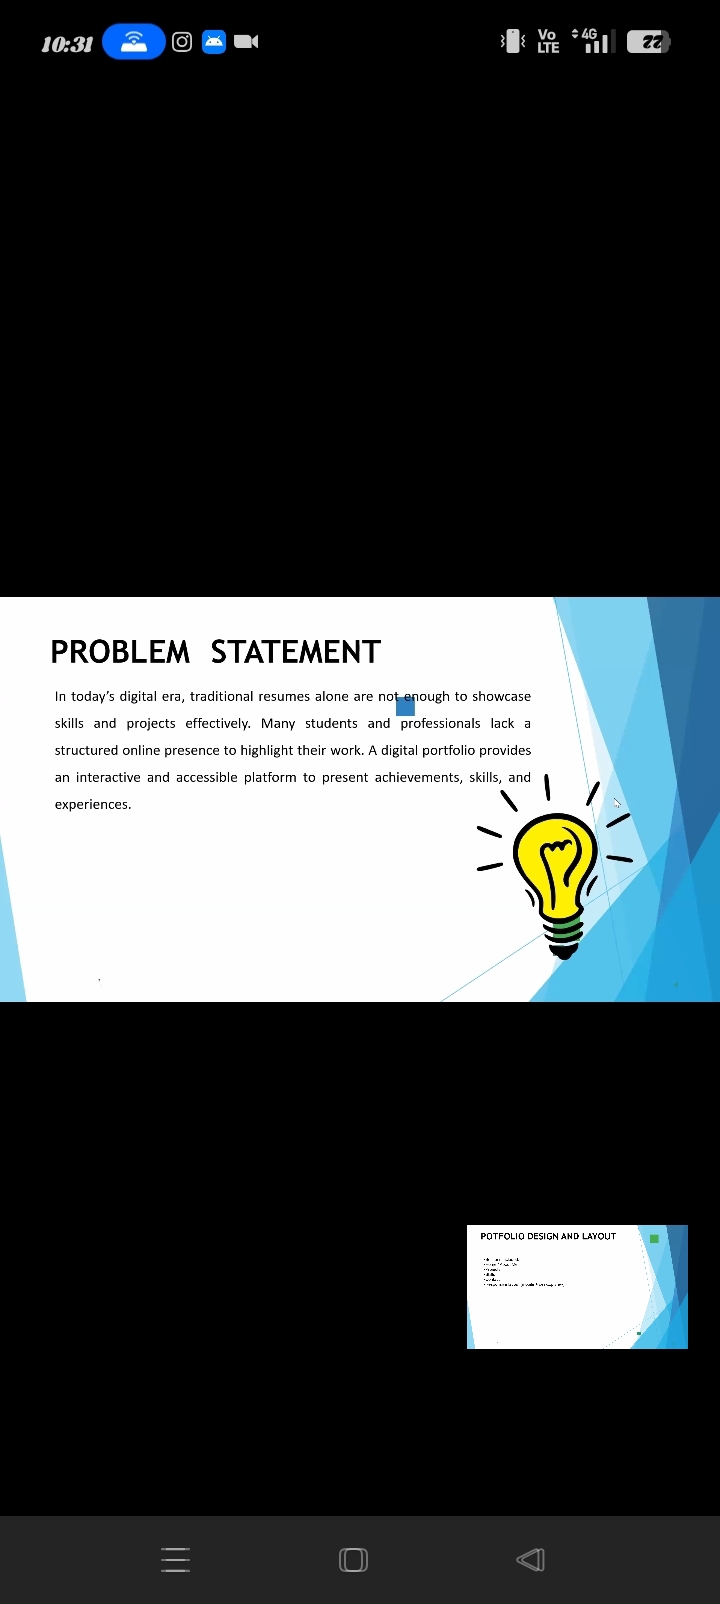 10:31
Vo
LTE
4G
22
PROBLEM STATEMENT
In today’s digital era, traditional resumes alone are not enough to showcase
skills and projects effectively. Many students and professionals lack a
structured online presence to highlight their work. A digital portfolio provides
an interactive and accessible platform to present achievements, skills, and
experiences.
POTFOLIO DESIGN AND LAYOUT